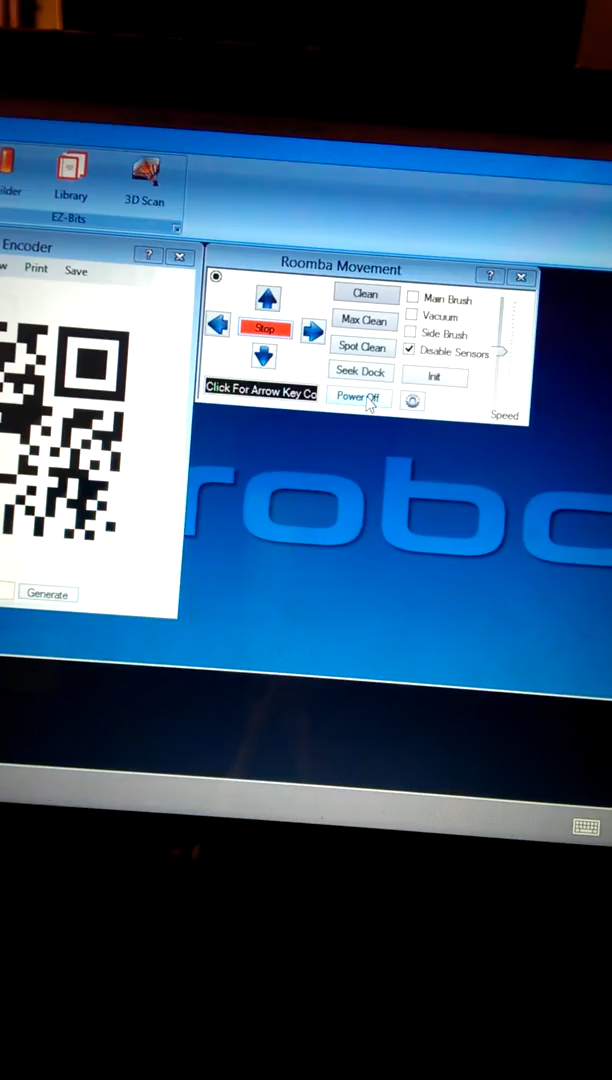 ilder Library 3D Scan
EZ-Bits
Encoder
w Print Save
Generate
Roomba Movement
Clean
Max Clean
Spot Clean
Seek Dock
Power Off
Stop
Click For Arrow Key Co
Main Brush
Vacuum
Side Brush
Disable Sensors
Init
Speed
robo